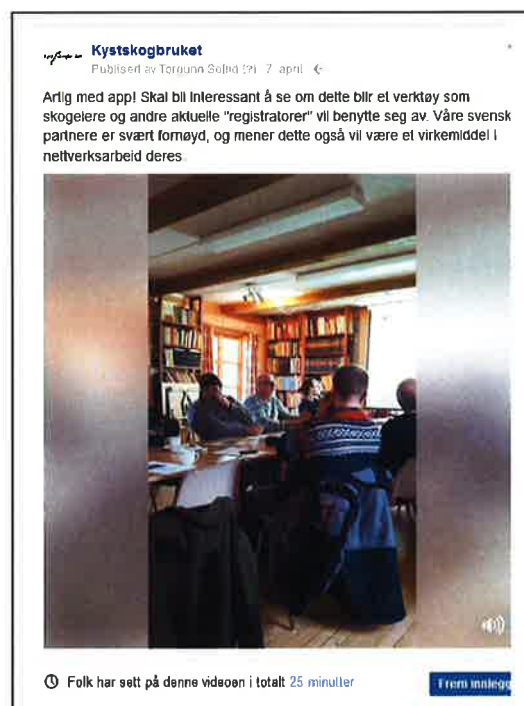 Kystskogbruket
Publisert av Torgunn Sollid [?] 7. april
Artig med app! Skal bli interessant å se om dette blir et verktøy som
skogeiere og andre aktuelle "registratorer" vil benytte seg av. Våre svensk
partnere er svært fornøyd, og mener dette også vil være et virkemiddel i
nettverksarbeid deres
Folk har sett på denne videoen i totalt 25 minutter
Frem innlegg